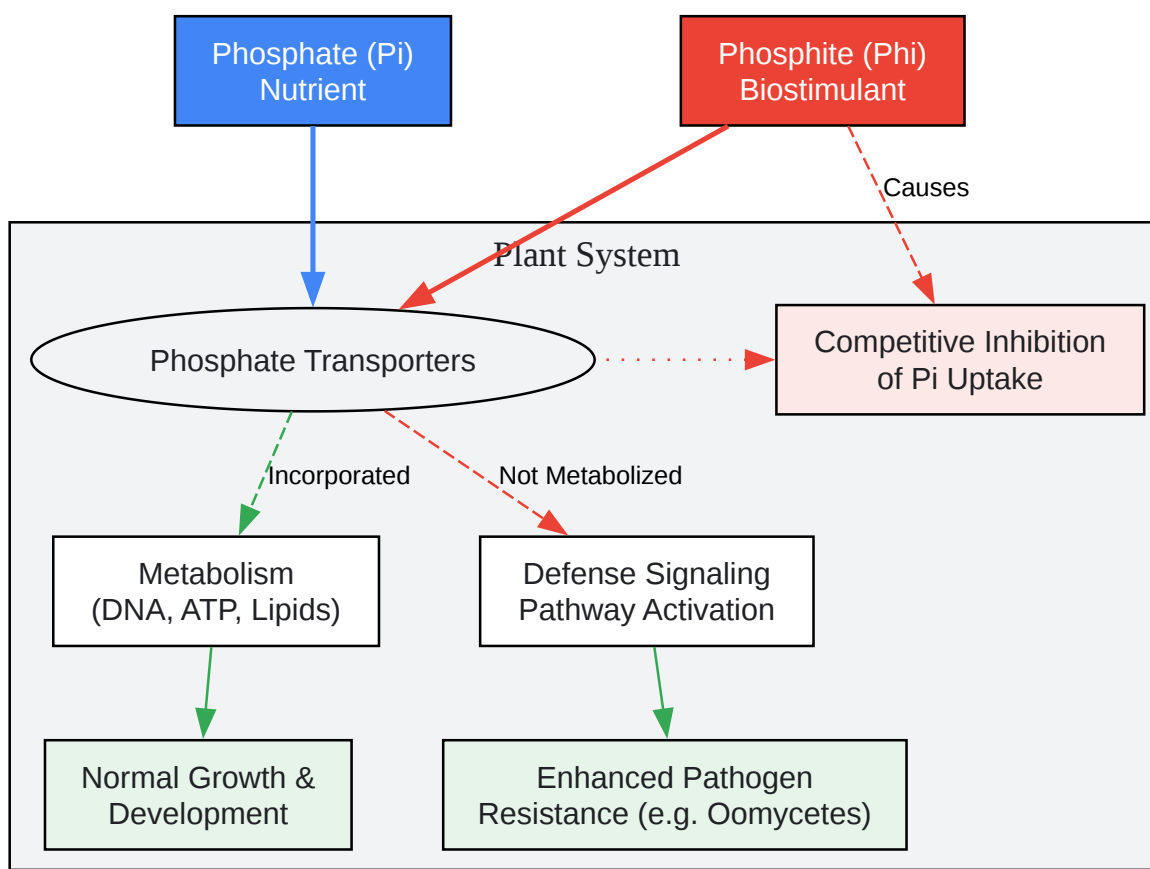 Phosphate (Pi)
Nutrient
Phosphite (Phi)
Biostimulant
Causes
Plant System
Phosphate Transporters
Competitive Inhibition
of Pi Uptake
Incorporated
Not Metabolized
Metabolism
(DNA, ATP, Lipids)
Defense Signaling
Pathway Activation
Normal Growth &
Development
Enhanced Pathogen
Resistance (e.g. Oomycetes)